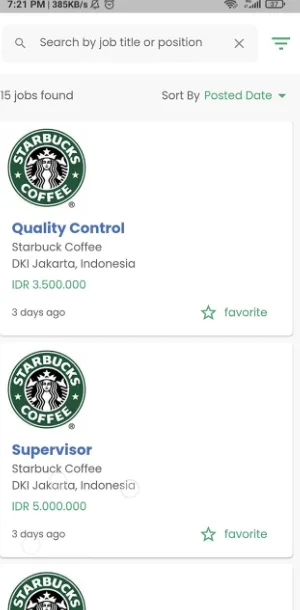 7:21 PM | 385KB/s
Search by job title or position
15 jobs found
Sort By Posted Date
STARBUCKS
COFFEE
®
Quality Control
Starbuck Coffee
DKI Jakarta, Indonesia
IDR 3.500.000
3 days ago
favorite
STARBUCKS
COFFEE
®
Supervisor
Starbuck Coffee
DKI Jakarta, Indonesia
IDR 5.000.000
3 days ago
favorite
STARBUCKS